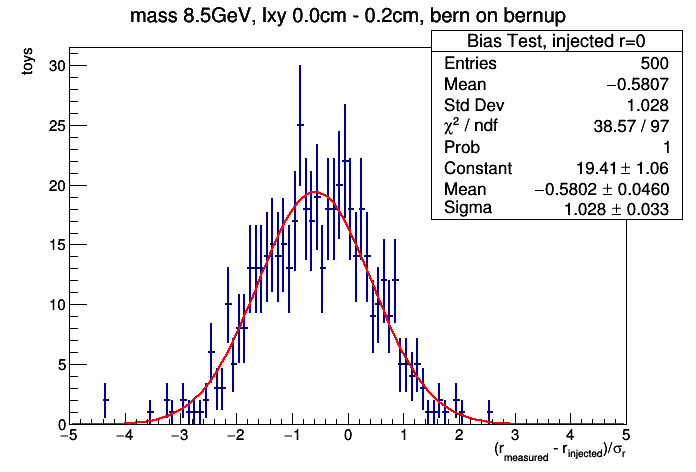 mass 8.5GeV, lxy 0.0cm - 0.2cm, bern on bernup
Bias Test, injected r=0
Entries 500
Mean −0.5807
Std Dev 1.028
χ² / ndf 38.57 / 97
Prob 1
Constant 19.41 ± 1.06
Mean −0.5802 ± 0.0460
Sigma 1.028 ± 0.033
toys
30
25
20
15
10
5
0
−5 −4 −3 −2 −1 0 1 2 3 4 5
(r_measured - r_injected)/σ_r